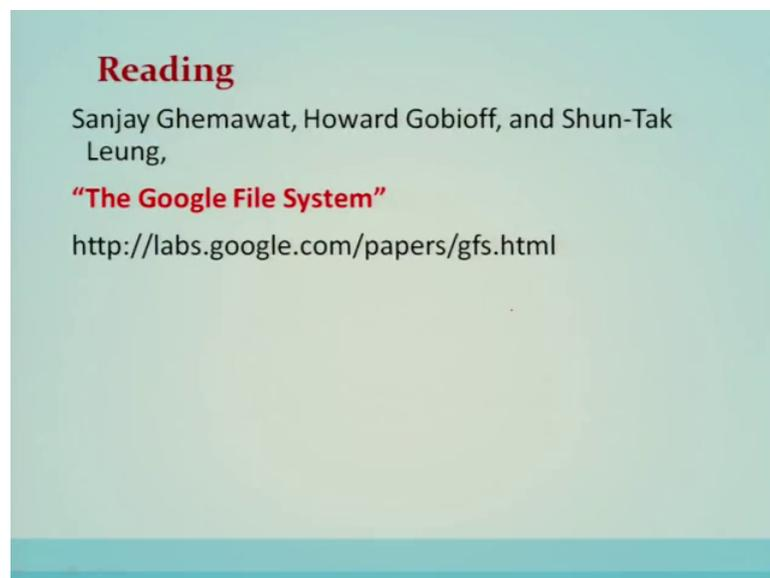 Reading
Sanjay Ghemawat, Howard Gobioff, and Shun-Tak
Leung,
“The Google File System”
http://labs.google.com/papers/gfs.html